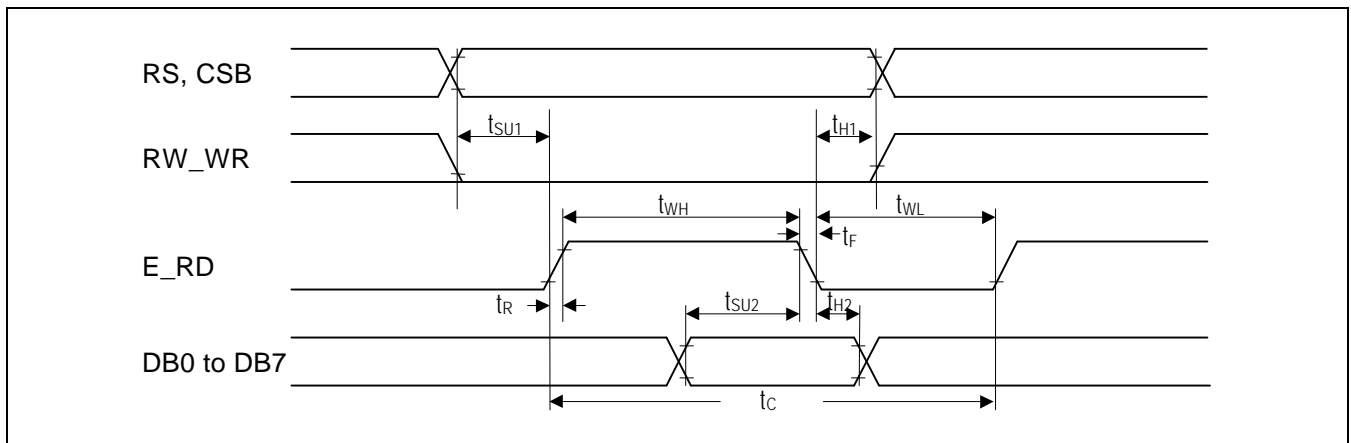 RS, CSB
tSU1
tH1
RW_WR
tWH
tWL
tF
E_RD
tR
tSU2
tH2
DB0 to DB7
tC